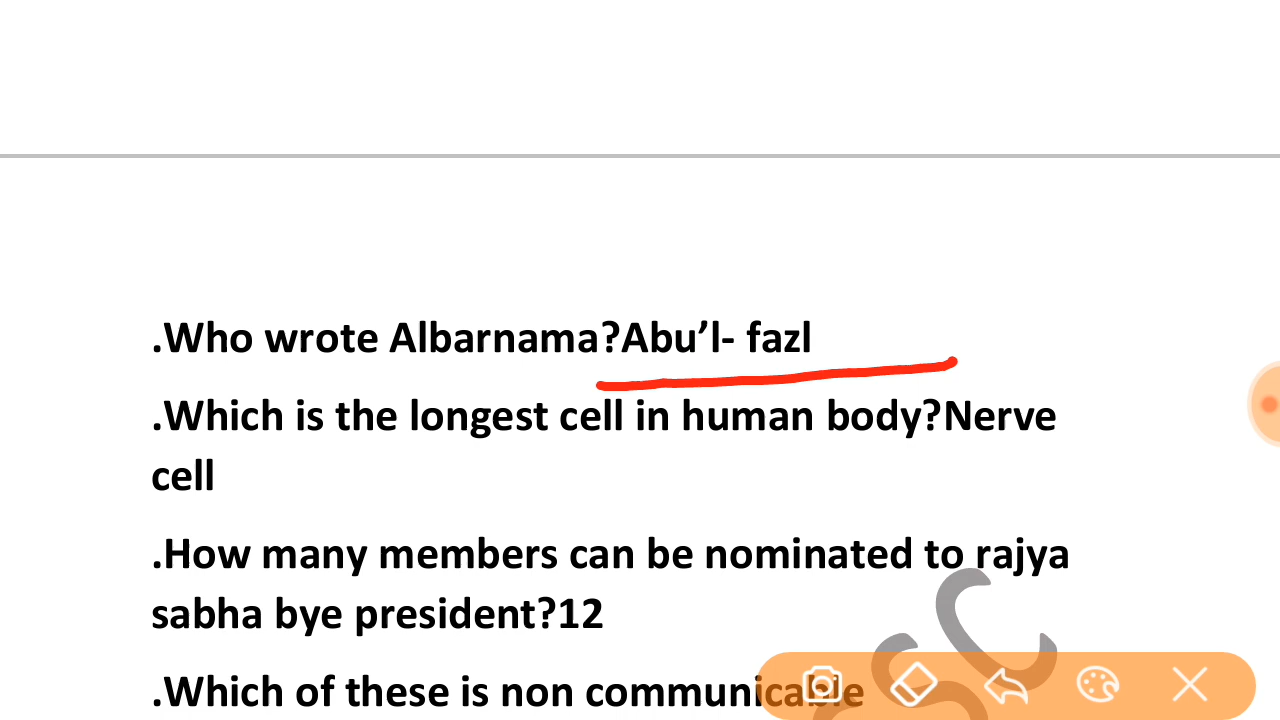 .Who wrote Albarnama?Abu’l- fazl
.Which is the longest cell in human body?Nerve
cell
.How many members can be nominated to rajya
sabha bye president?12
.Which of these is non communicable
SC